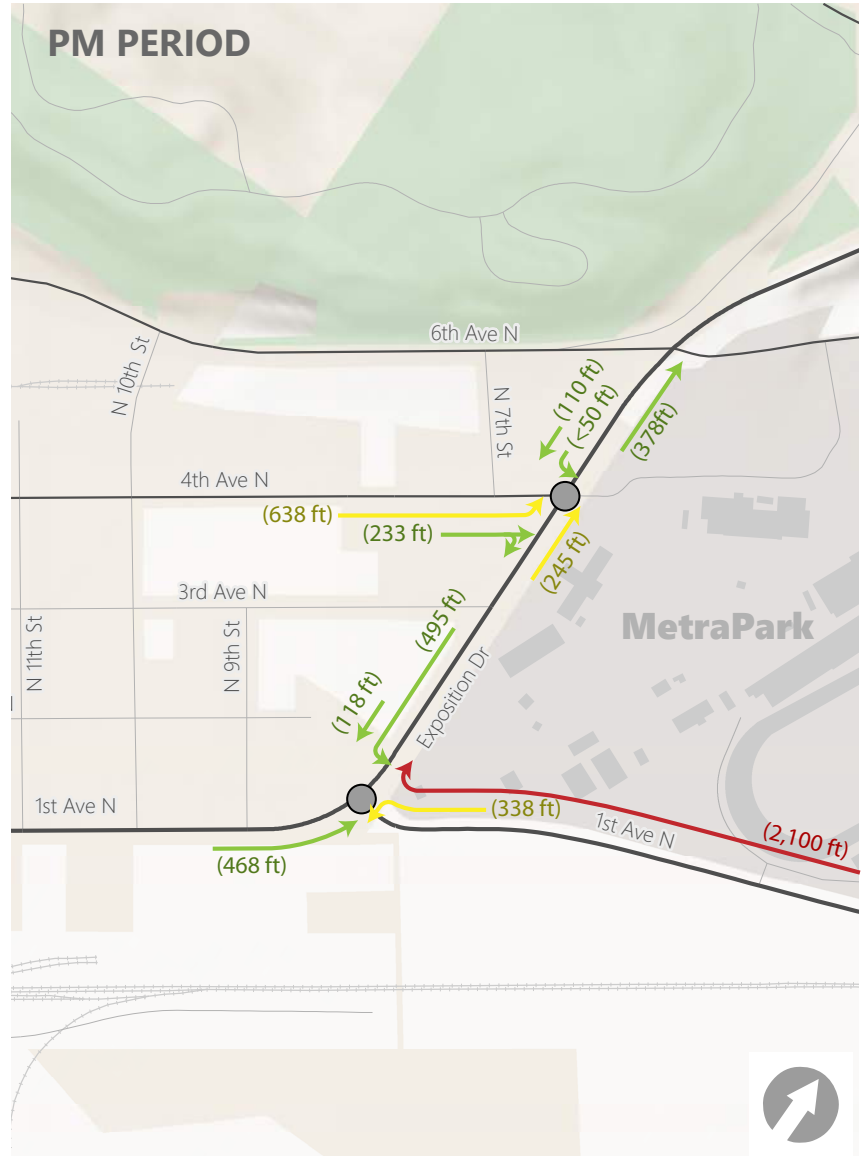 PM PERIOD
6th Ave N
N 10th St
N 7th St
(110 ft)
(<50 ft)
(378ft)
4th Ave N
(638 ft)
(233 ft)
(245 ft)
3rd Ave N
N 11th St
N 9th St
(495 ft)
MetraPark
(118 ft)
Exposition Dr
1st Ave N
(338 ft)
1st Ave N
(2,100 ft)
(468 ft)